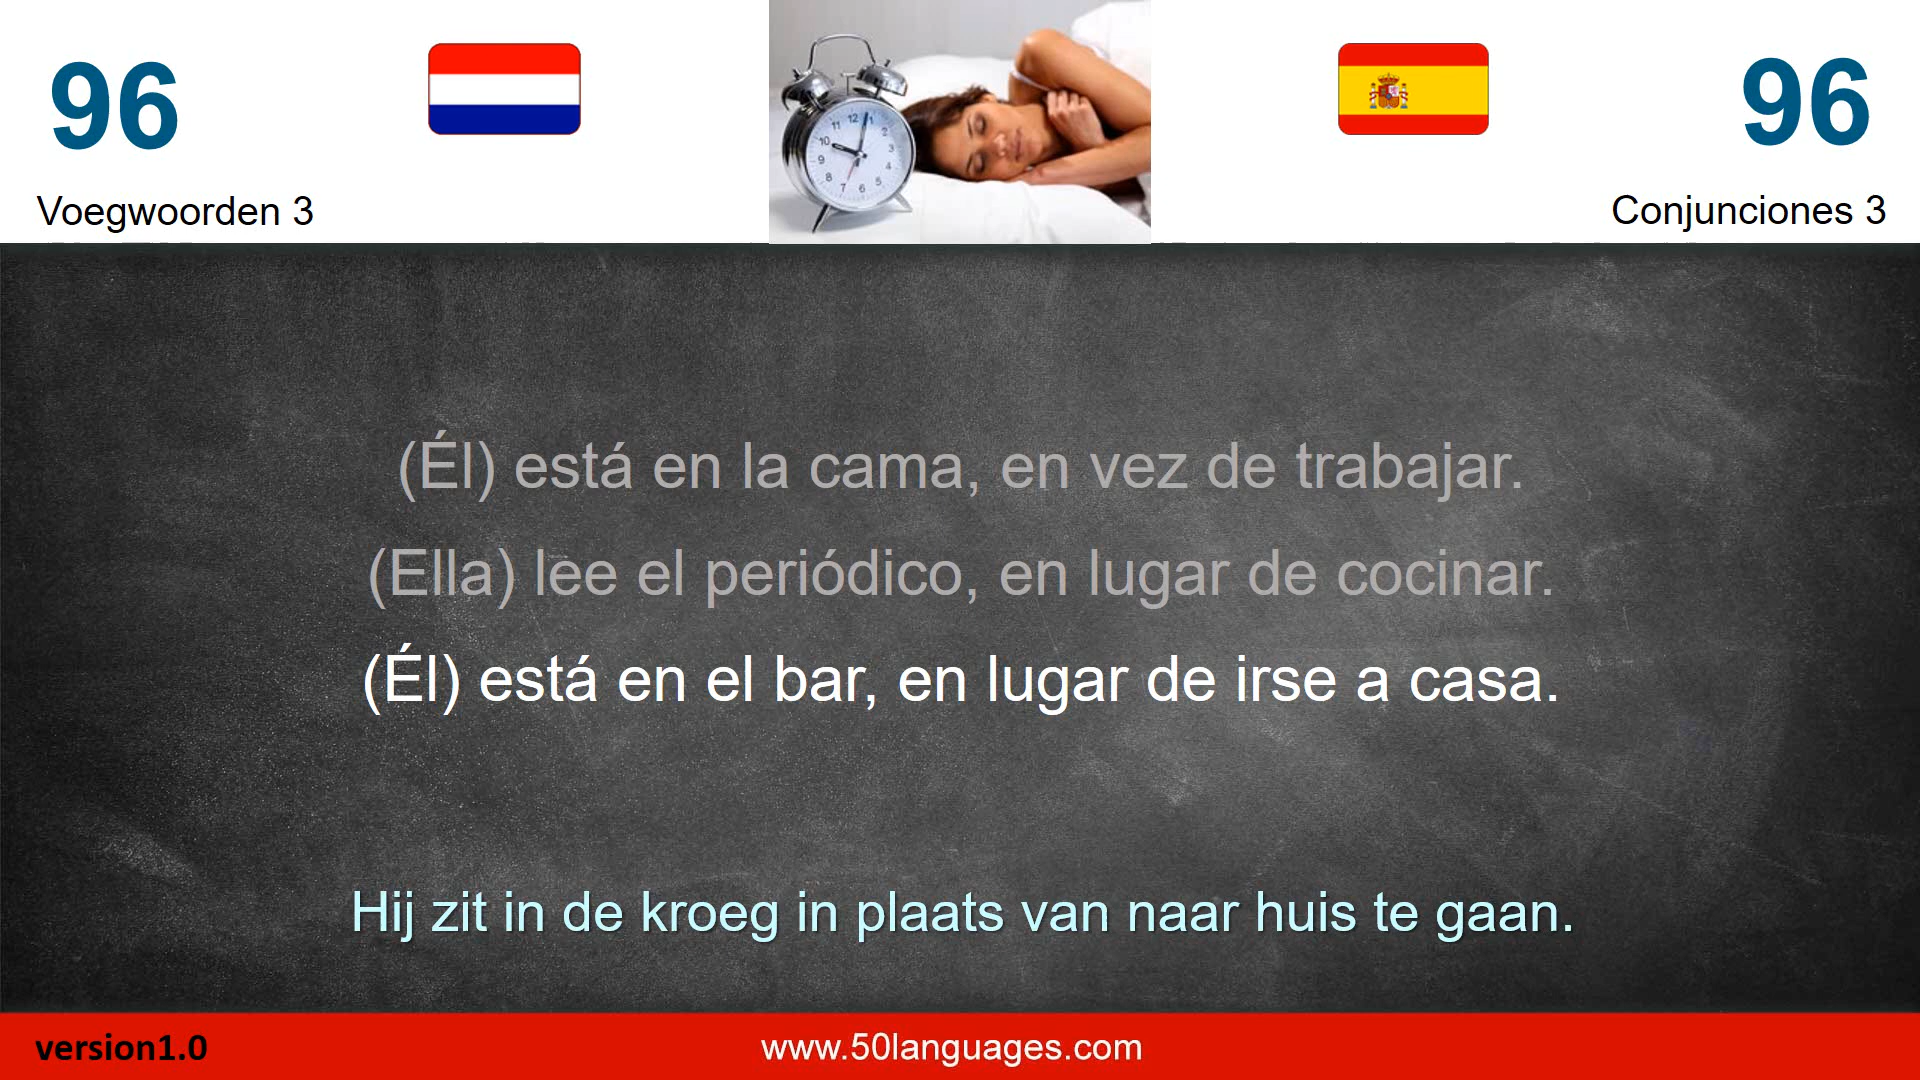 96
96
Voegwoorden 3
Conjunciones 3
(Él) está en la cama, en vez de trabajar.
(Ella) lee el periódico, en lugar de cocinar.
(Él) está en el bar, en lugar de irse a casa.
Hij zit in de kroeg in plaats van naar huis te gaan.
version1.0
www.50languages.com